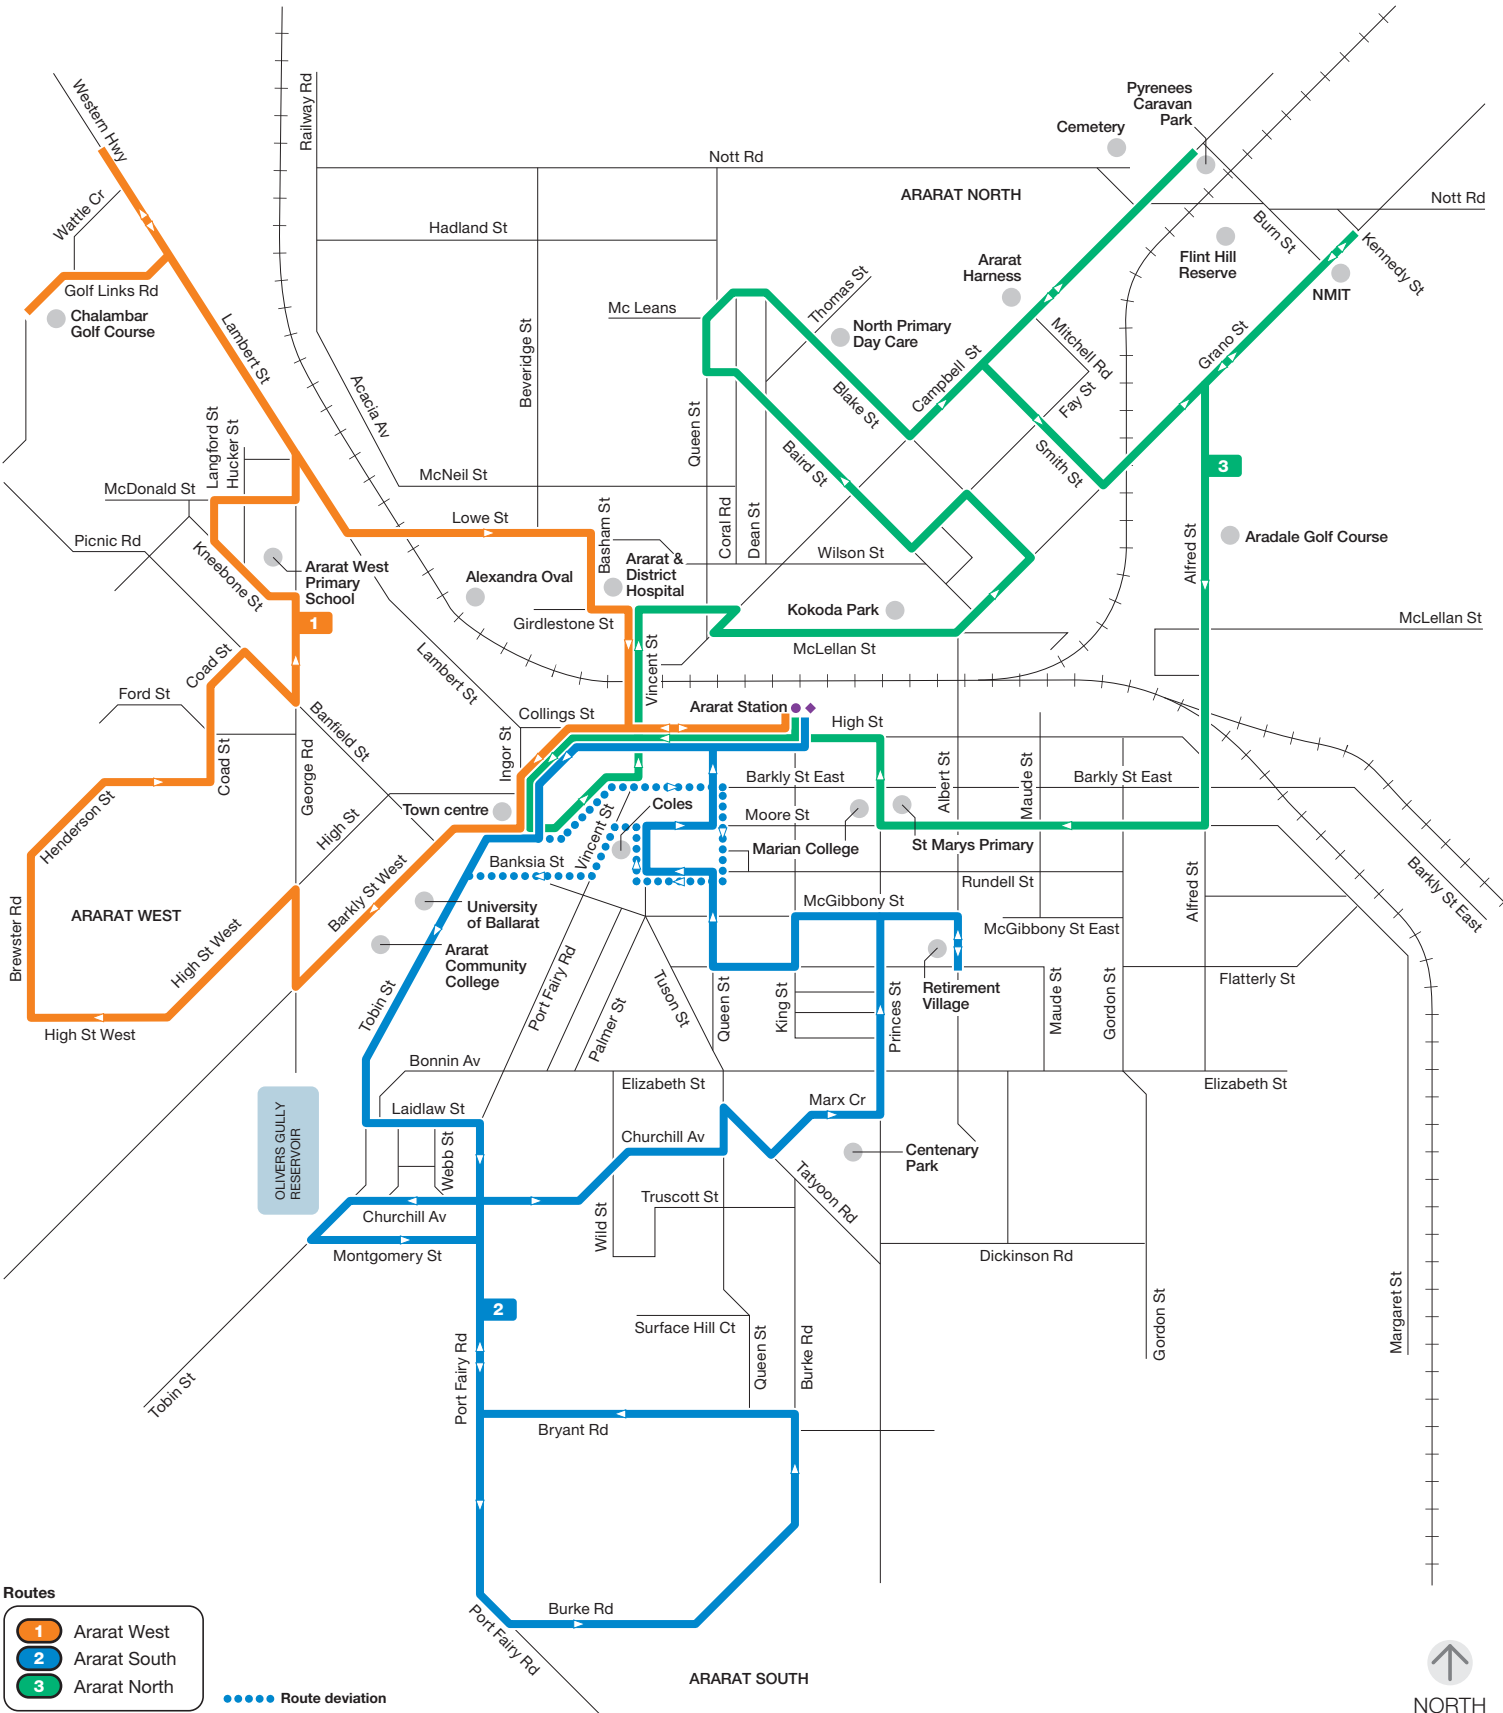 Western Hwy
Railway Rd
Pyrenees
Caravan
Park
Cemetery
Nott Rd
ARARAT NORTH
Nott Rd
Wattle Cr
Hadland St
Burn St
Kennedy St
Flint Hill
Reserve
NMIT
Ararat
Harness
Golf Links Rd
Chalambar
Golf Course
Lambert St
Mc Leans
Thomas St
North Primary
Day Care
Mitchell Rd
Grano St
Beveridge St
Acacia Av
Blake St
Campbell St
Fay St
Langford St
Hucker St
Queen St
Baird St
Smith St
3
McNeil St
McDonald St
Lowe St
Basham St
Coral Rd
Dean St
Alfred St
Aradale Golf Course
Picnic Rd
Kneebone St
Ararat West
Primary
School
Alexandra Oval
Ararat &
District
Hospital
Wilson St
Kokoda Park
1
Girdlestone St
McLellan St
McLellan St
Coad St
Lambert St
Vincent St
Ford St
Banfield St
Collings St
Ararat Station
High St
Ingor St
Coad St
George Rd
Barkly St East
Albert St
Maude St
Barkly St East
Henderson St
High St
Town centre
Coles
Vincent St
Moore St
Marian College
St Marys Primary
Banksia St
Rundell St
Barkly St East
Barkly St West
Alfred St
ARARAT WEST
University
of Ballarat
McGibbony St
McGibbony St East
Brewster Rd
High St West
Ararat
Community
College
Flatterly St
Port Fairy Rd
Tuson St
Retirement
Village
Tobin St
Palmer St
Queen St
King St
Princes St
Maude St
Gordon St
High St West
Bonnin Av
Elizabeth St
Elizabeth St
OLIVERS GULLY
RESERVOIR
Laidlaw St
Marx Cr
Churchill Av
Webb St
Centenary
Park
Tatyoon Rd
Truscott St
Churchill Av
Wild St
Montgomery St
Dickinson Rd
2
Surface Hill Ct
Port Fairy Rd
Queen St
Burke Rd
Gordon St
Margaret St
Tobin St
Bryant Rd
Burke Rd
Port Fairy Rd
ARARAT SOUTH
Routes
1 Ararat West
2 Ararat South
3 Ararat North
Route deviation
NORTH